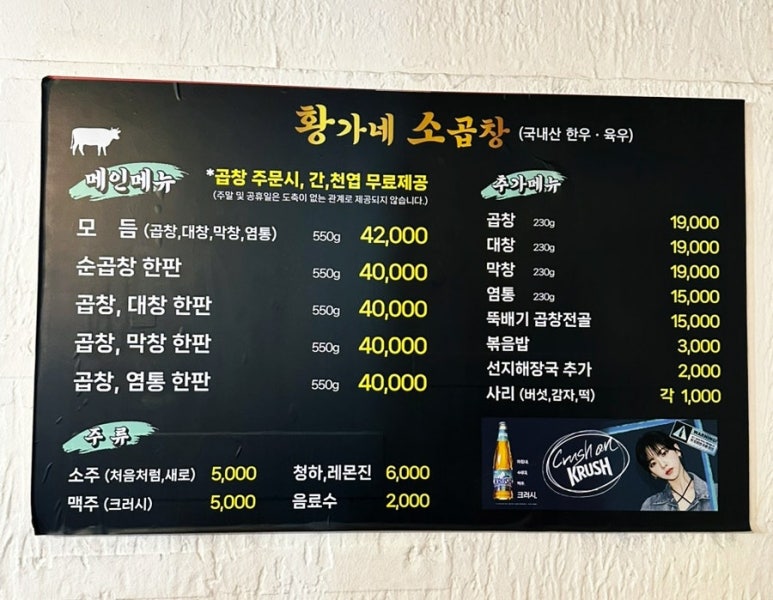 황가네 소곱창 (국내산 한우 · 육우)
메인메뉴
*곱창 주문시, 간,천엽 무료제공
(주말 및 공휴일은 도축이 없는 관계로 제공되지 않습니다.)
모 듬 (곱창,대창,막창,염통) 550g 42,000
순곱창 한판 550g 40,000
곱창, 대창 한판 550g 40,000
곱창, 막창 한판 550g 40,000
곱창, 염통 한판 550g 40,000
추가메뉴
곱창 230g 19,000
대창 230g 19,000
막창 230g 19,000
염통 230g 15,000
뚝배기 곱창전골 15,000
볶음밥 3,000
선지해장국 추가 2,000
사리 (버섯,감자,떡) 각 1,000
주 류
소주 (처음처럼,새로) 5,000 청하,레몬진 6,000
맥주 (크러시) 5,000 음료수 2,000
크러시.
Crush on
KRUSH
WARNING